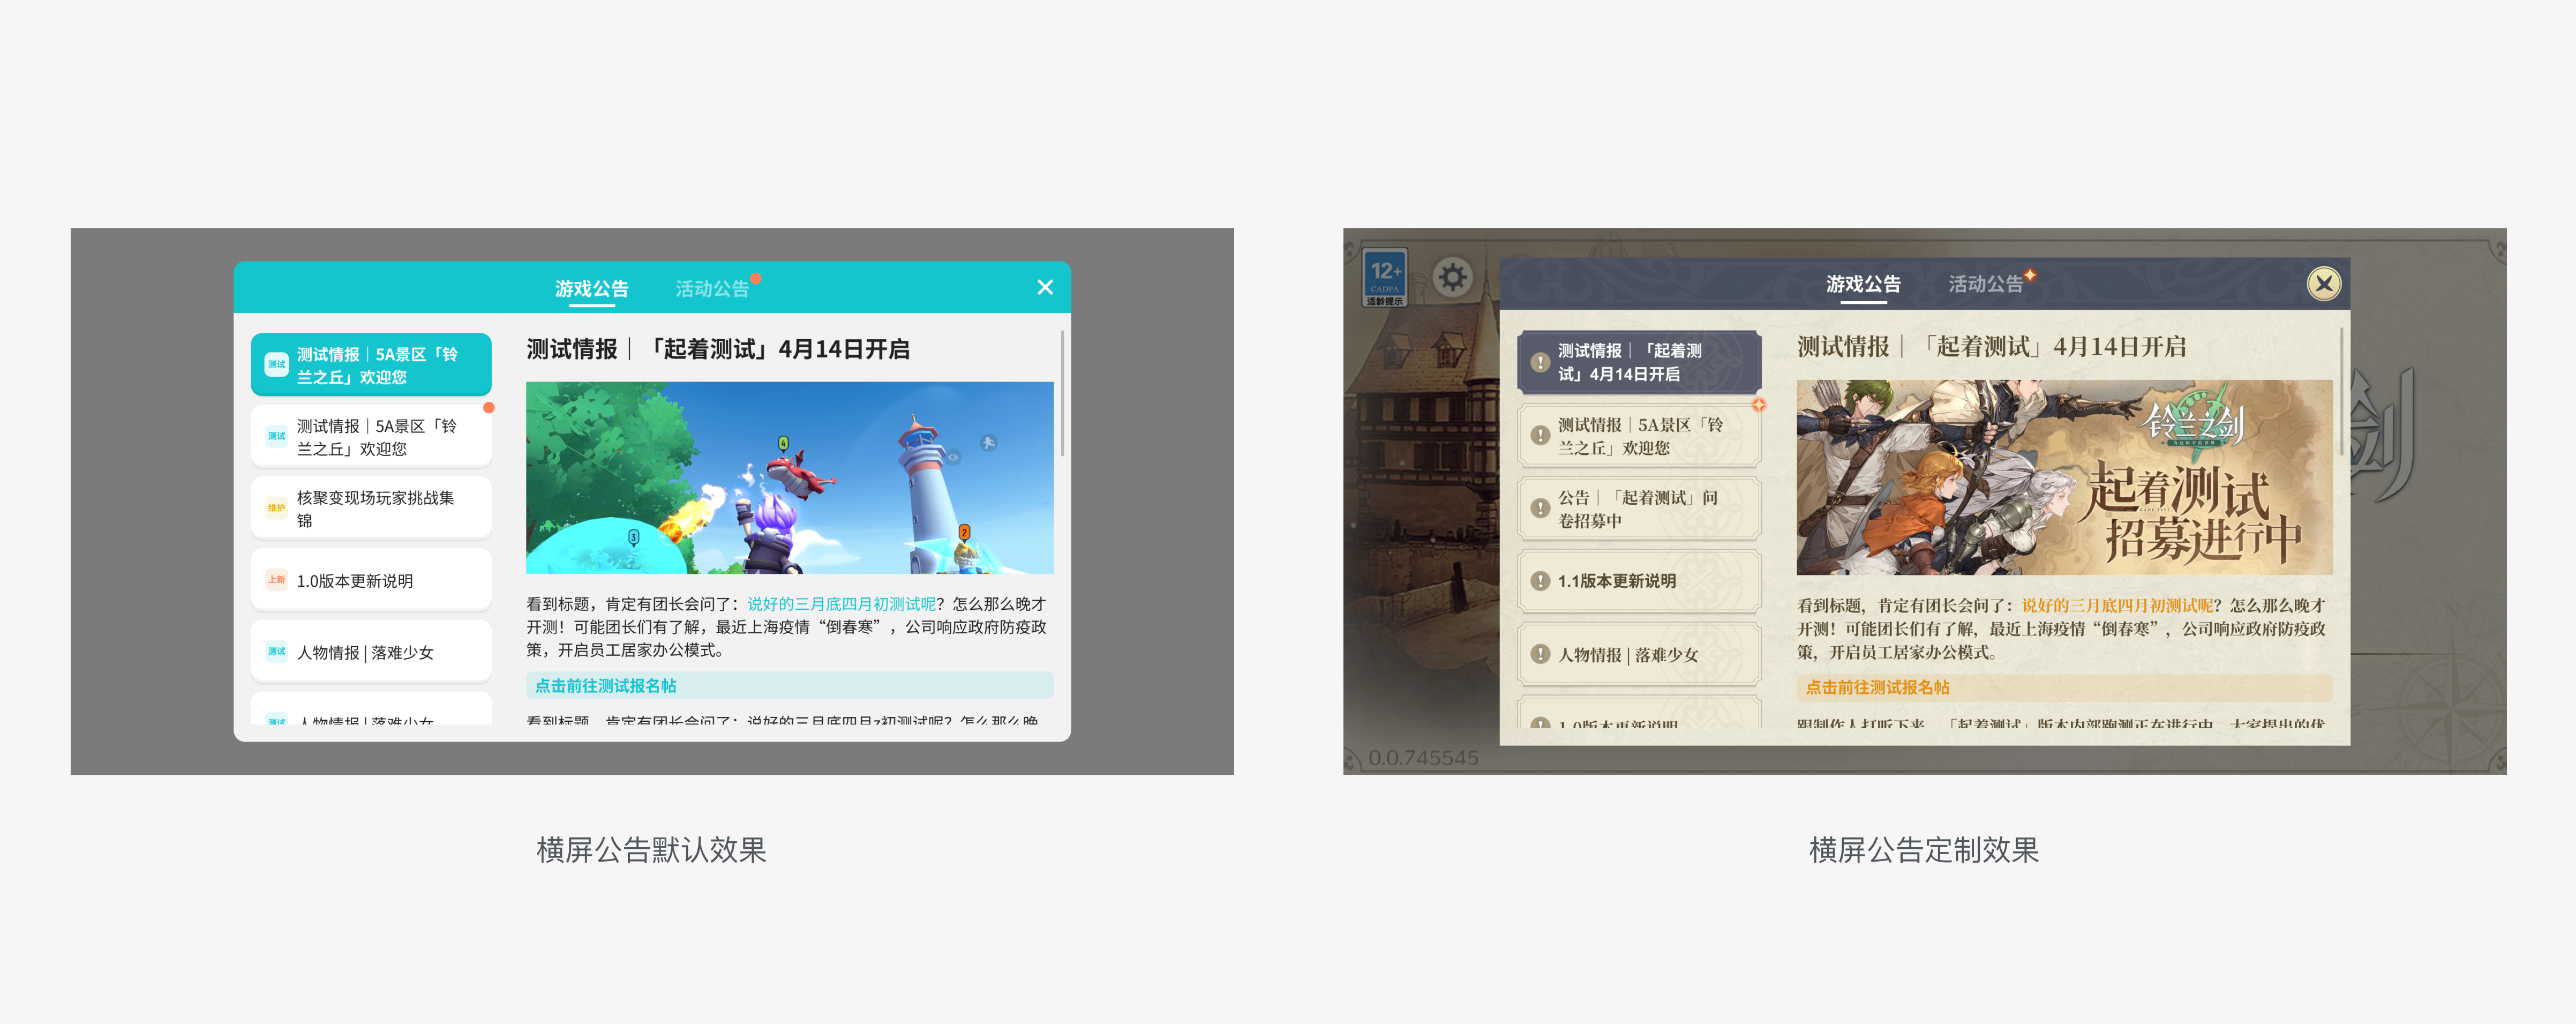 游戏公告
活动公告
测试
测试情报｜5A景区「铃
兰之丘」欢迎您
测试
测试情报｜5A景区「铃
兰之丘」欢迎您
维护
核聚变现场玩家挑战集
锦
上新
1.0版本更新说明
测试
人物情报 | 落难少女
测试
人物情报 | 落难少女
测试情报｜「起着测试」4月14日开启
4
3
2
看到标题，肯定有团长会问了：说好的三月底四月初测试呢？怎么那么晚才
开测！可能团长们有了解，最近上海疫情“倒春寒”，公司响应政府防疫政
策，开启员工居家办公模式。
点击前往测试报名帖
看到标题，肯定有团长会问了：说好的三月底四月z初测试呢？怎么那么晚
横屏公告默认效果
12+
CADPA
适龄提示
游戏公告
活动公告
测试情报｜「起着测
试」4月14日开启
测试情报｜5A景区「铃
兰之丘」欢迎您
公告｜「起着测试」问
卷招募中
1.1版本更新说明
人物情报 | 落难少女
1.0版本更新说明
测试情报｜「起着测试」4月14日开启
铃兰之剑
起着测试
招募进行中
看到标题，肯定有团长会问了：说好的三月底四月初测试呢？怎么那么晚才
开测！可能团长们有了解，最近上海疫情“倒春寒”，公司响应政府防疫政
策，开启员工居家办公模式。
点击前往测试报名帖
跟制作人打听下来，「起着测试」版本内部跑测正在进行中，大家提出的优
剑
0.0.745545
横屏公告定制效果